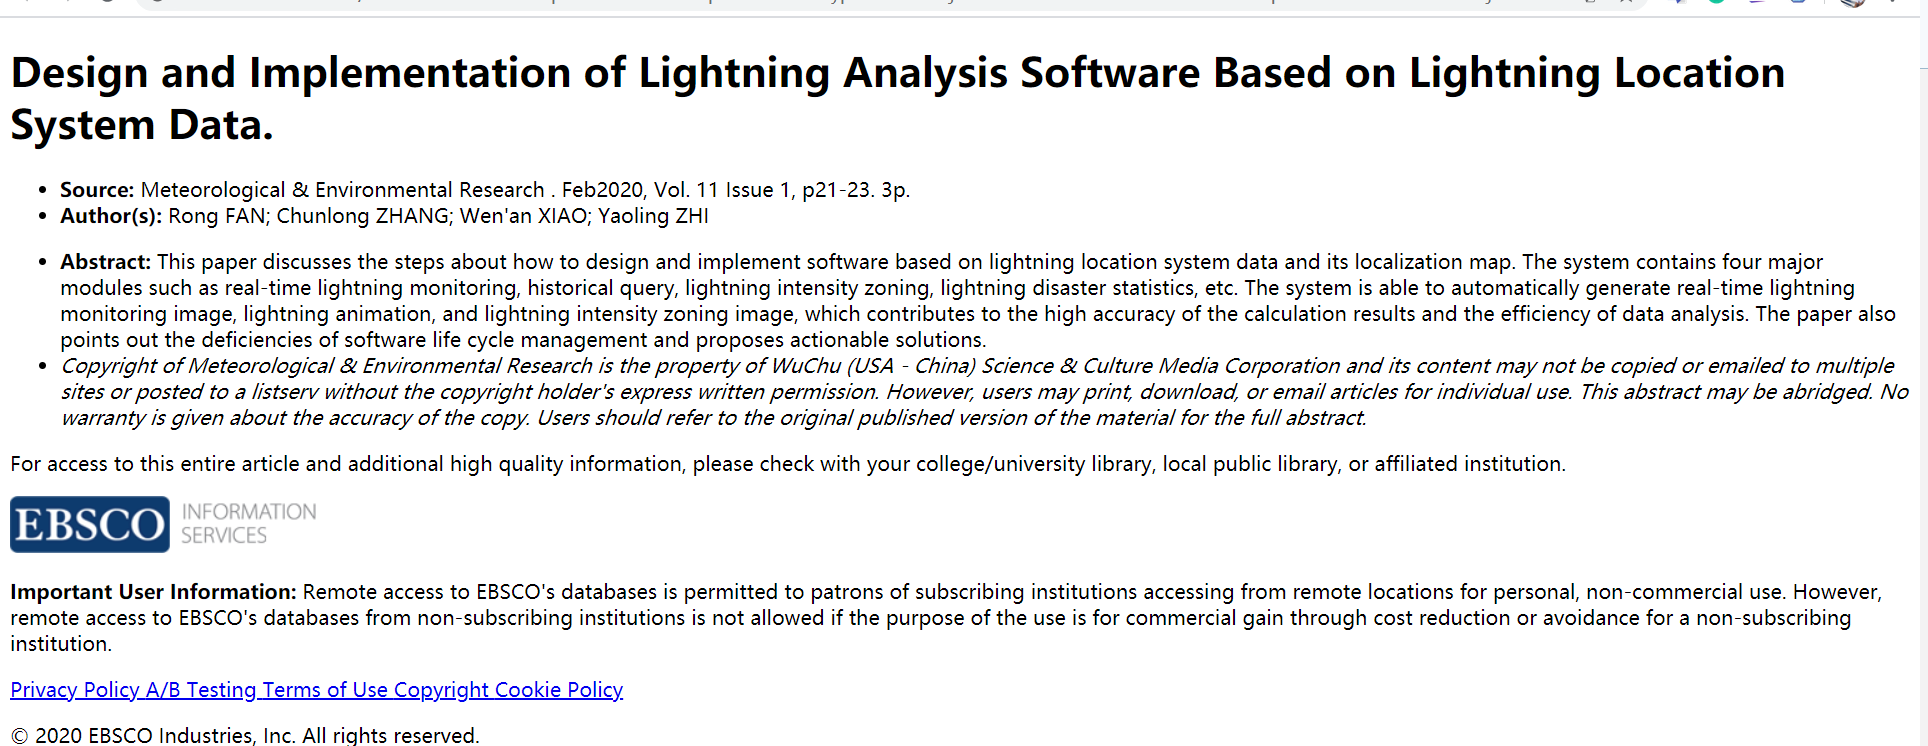 Design and Implementation of Lightning Analysis Software Based on Lightning Location
System Data.
• Source: Meteorological & Environmental Research . Feb2020, Vol. 11 Issue 1, p21-23. 3p.
• Author(s): Rong FAN; Chunlong ZHANG; Wen'an XIAO; Yaoling ZHI
• Abstract: This paper discusses the steps about how to design and implement software based on lightning location system data and its localization map. The system contains four major
modules such as real-time lightning monitoring, historical query, lightning intensity zoning, lightning disaster statistics, etc. The system is able to automatically generate real-time lightning
monitoring image, lightning animation, and lightning intensity zoning image, which contributes to the high accuracy of the calculation results and the efficiency of data analysis. The paper also
points out the deficiencies of software life cycle management and proposes actionable solutions.
• Copyright of Meteorological & Environmental Research is the property of WuChu (USA - China) Science & Culture Media Corporation and its content may not be copied or emailed to multiple
sites or posted to a listserv without the copyright holder's express written permission. However, users may print, download, or email articles for individual use. This abstract may be abridged. No
warranty is given about the accuracy of the copy. Users should refer to the original published version of the material for the full abstract.
For access to this entire article and additional high quality information, please check with your college/university library, local public library, or affiliated institution.
EBSCO INFORMATION
SERVICES
Important User Information: Remote access to EBSCO's databases is permitted to patrons of subscribing institutions accessing from remote locations for personal, non-commercial use. However,
remote access to EBSCO's databases from non-subscribing institutions is not allowed if the purpose of the use is for commercial gain through cost reduction or avoidance for a non-subscribing
institution.
Privacy Policy A/B Testing Terms of Use Copyright Cookie Policy
© 2020 EBSCO Industries, Inc. All rights reserved.